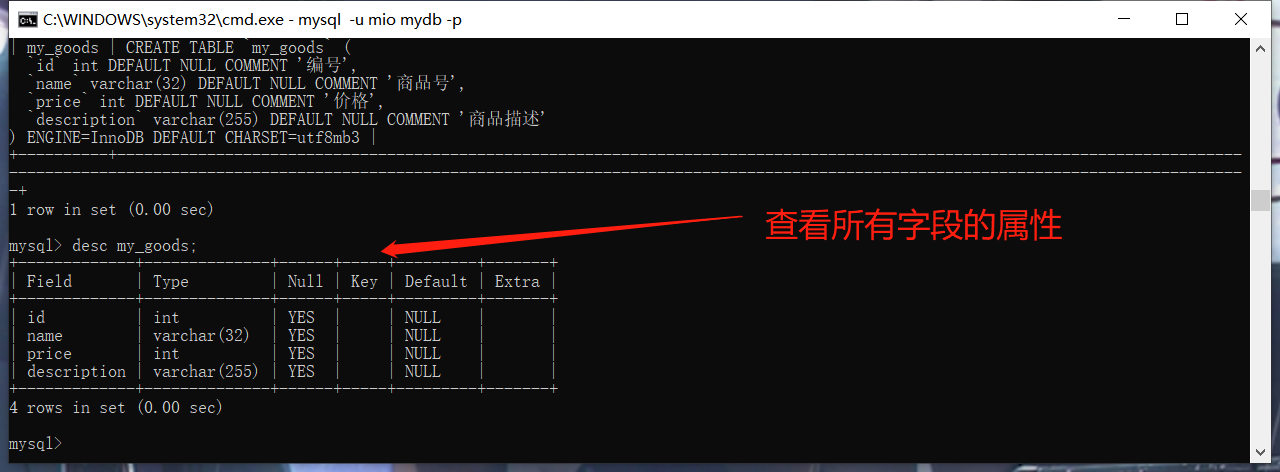 C:\WINDOWS\system32\cmd.exe - mysql  -u mio mydb -p
| my_goods | CREATE TABLE `my_goods` (
  `id` int DEFAULT NULL COMMENT '编号',
  `name` varchar(32) DEFAULT NULL COMMENT '商品号',
  `price` int DEFAULT NULL COMMENT '价格',
  `description` varchar(255) DEFAULT NULL COMMENT '商品描述'
) ENGINE=InnoDB DEFAULT CHARSET=utf8mb3 |
1 row in set (0.00 sec)
查看所有字段的属性
mysql> desc my_goods;
| Field       | Type         | Null | Key | Default | Extra |
| id          | int          | YES  |     | NULL    |       |
| name        | varchar(32)  | YES  |     | NULL    |       |
| price       | int          | YES  |     | NULL    |       |
| description | varchar(255) | YES  |     | NULL    |       |
4 rows in set (0.00 sec)
mysql>